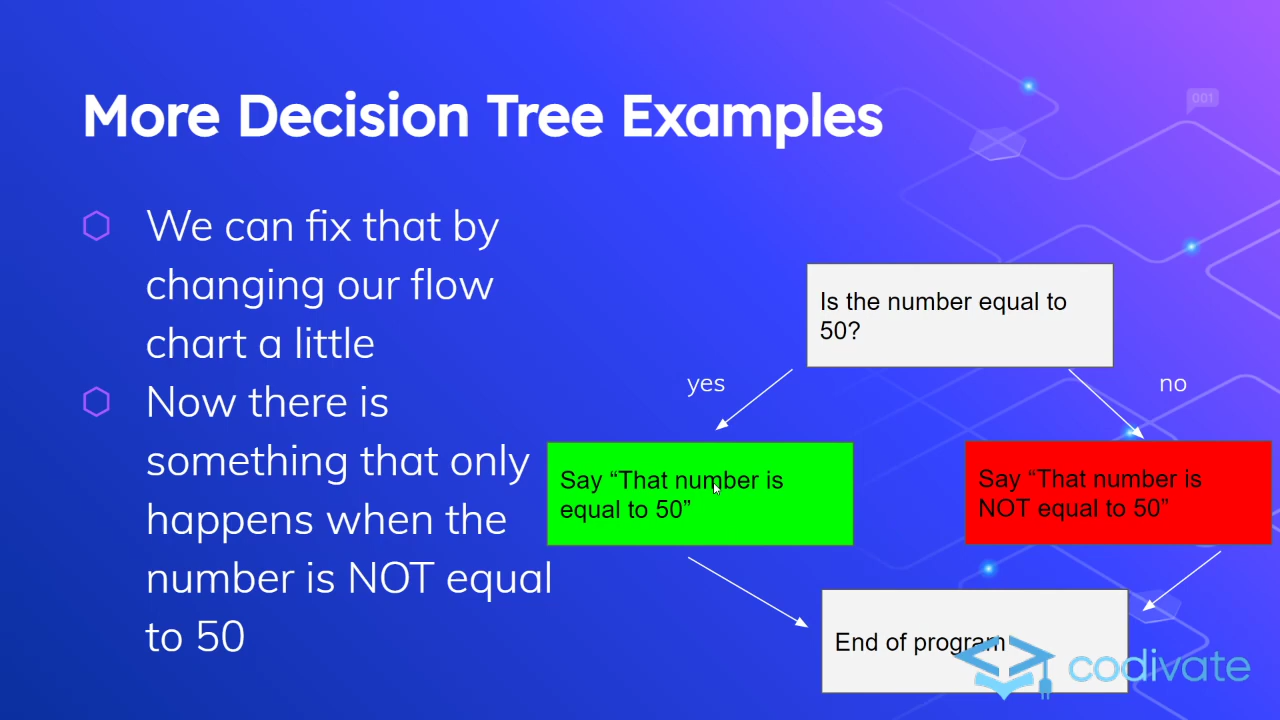 001
More Decision Tree Examples
We can fix that by
changing our flow
chart a little
Now there is
something that only
happens when the
number is NOT equal
to 50
Is the number equal to
50?
yes
no
Say “That number is
equal to 50”
Say “That number is
NOT equal to 50”
End of program
codivate